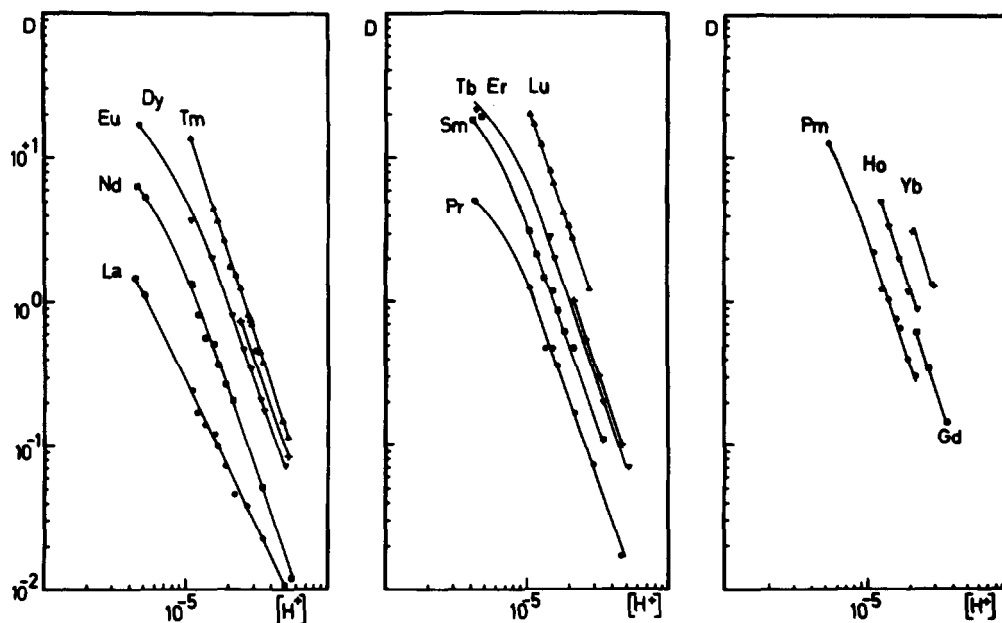 D
Eu
Dy
Tm
Nd
La
10⁺¹
10⁰
10⁻¹
10⁻²
10⁻⁵
[H⁺]
D
Tb
Er
Lu
Sm
Pr
10⁻⁵
[H⁺]
D
Pm
Ho
Yb
Gd
10⁻⁵
[H⁺]